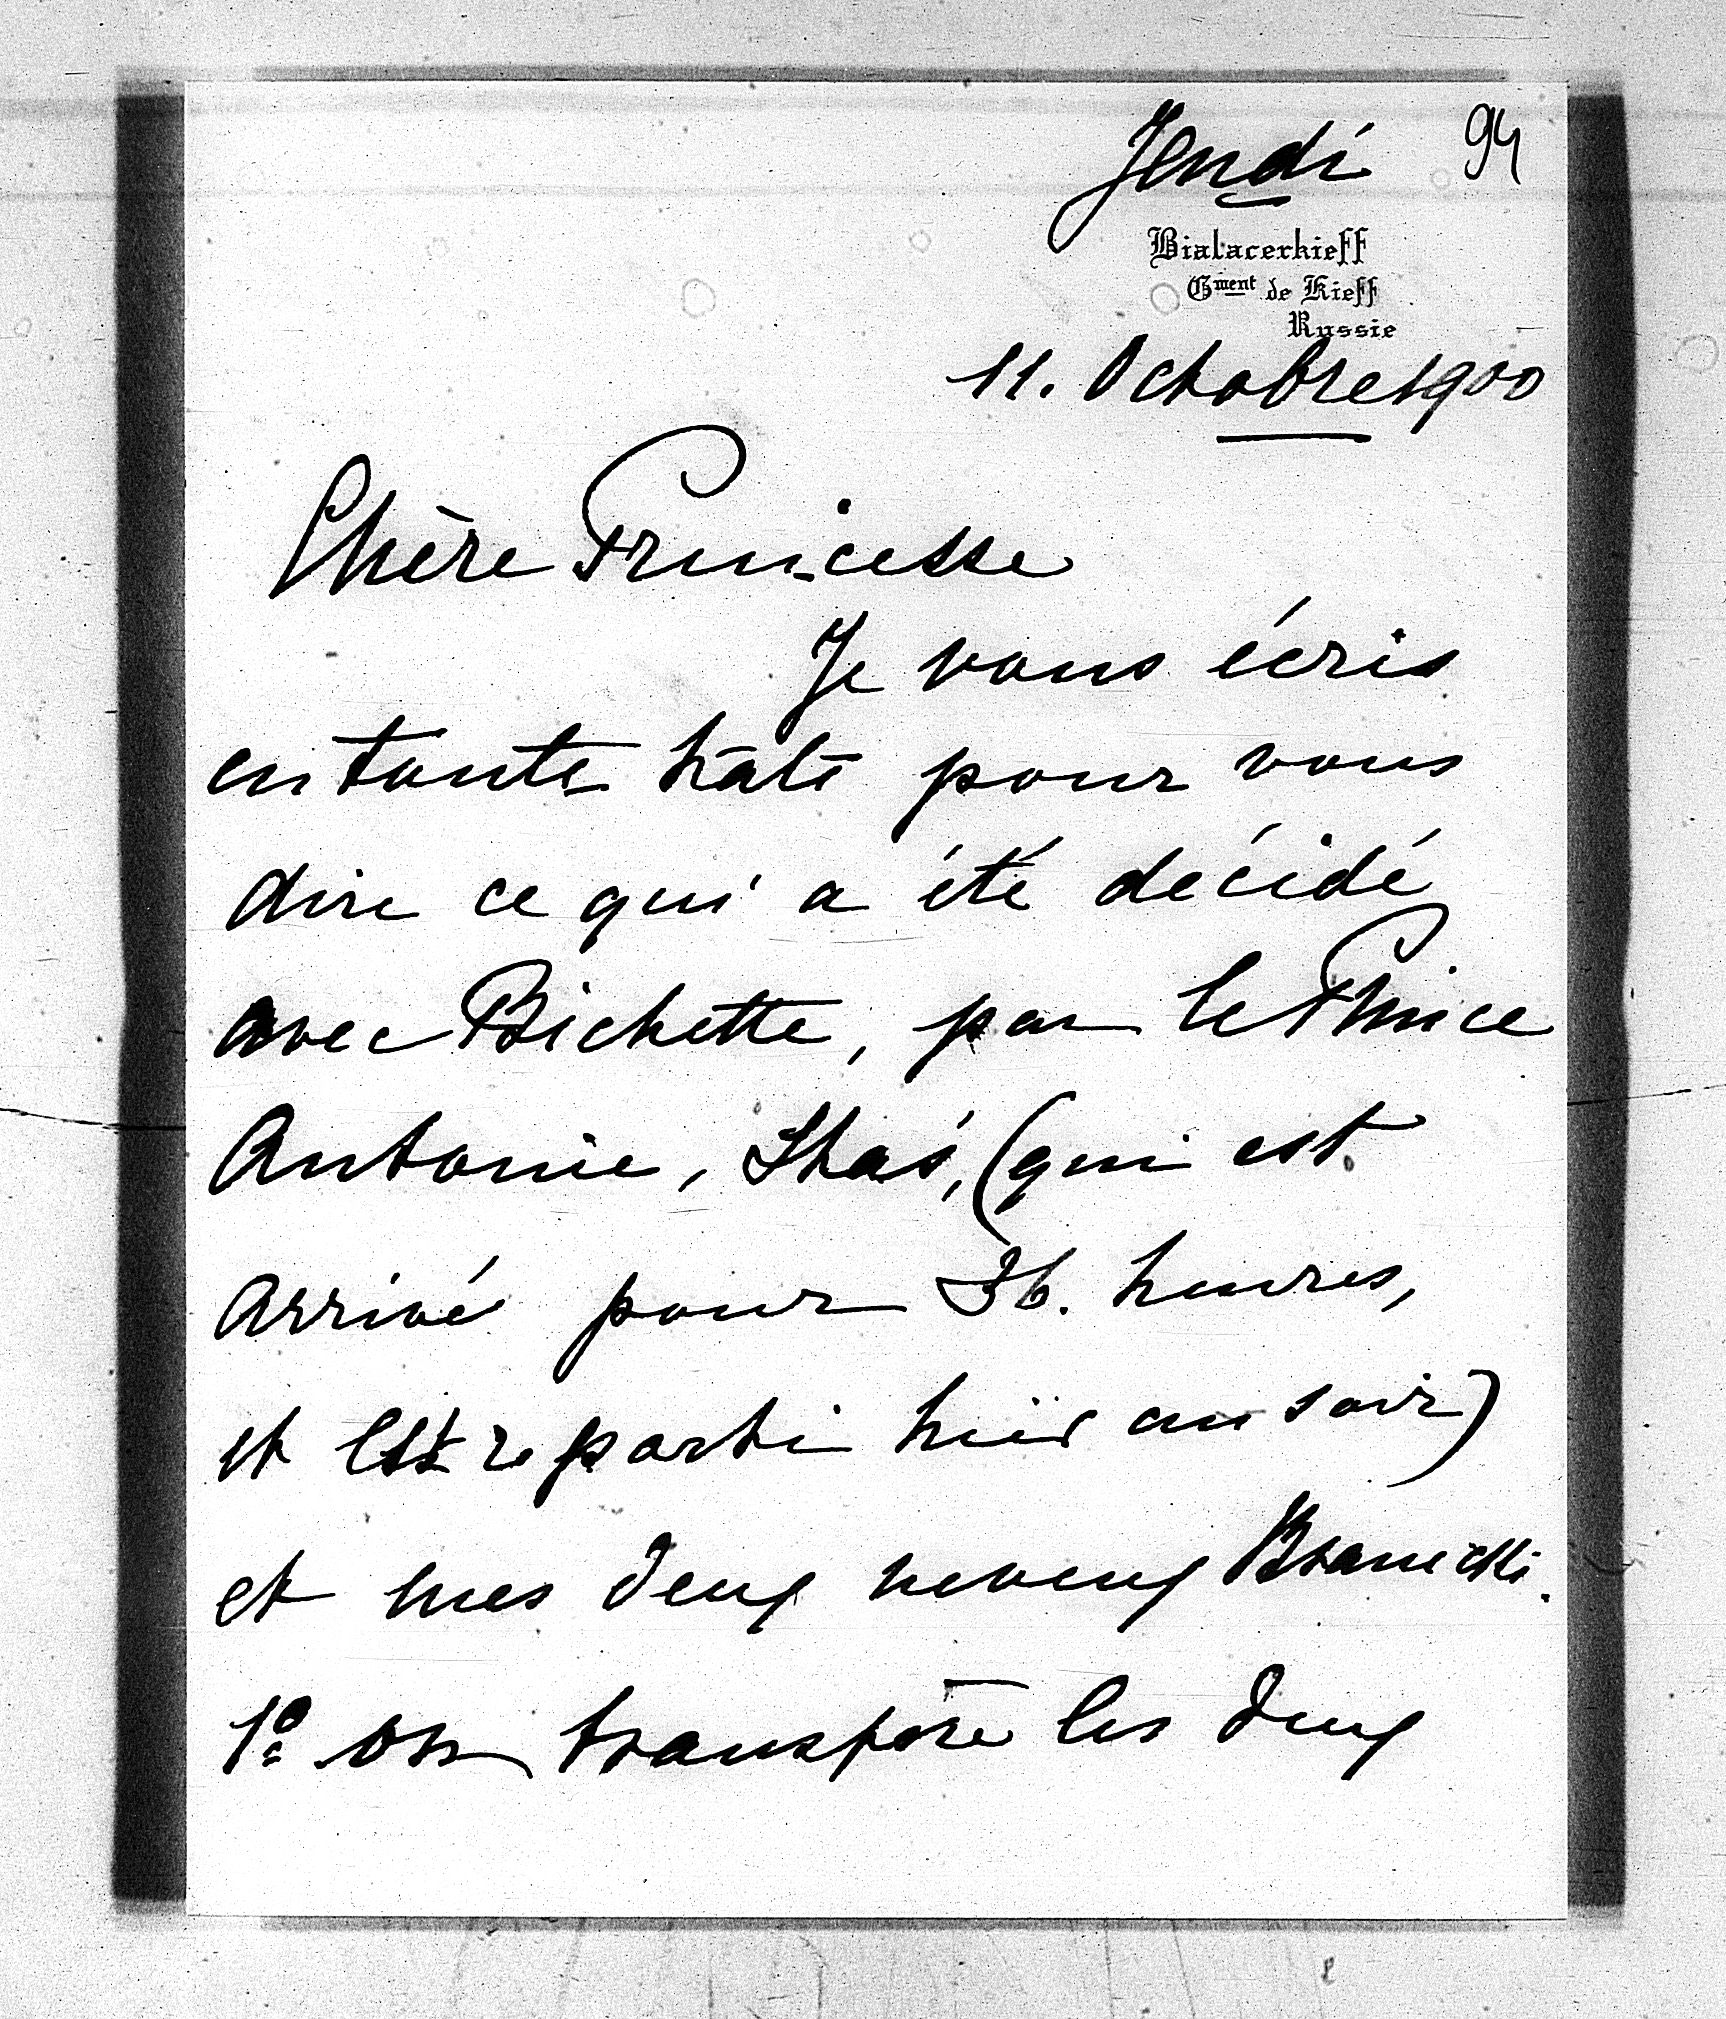 Jeudi 94
Bialacerkieff
Gment de Kieff
Russie
11. Octobre 1900
Chère Princesse
Je vous écris
en toute hâte pour vous
dire ce qui a été décidé
avec Bichette, par le Prince
Antoine, Stas, (qui est
arrivé pour 36. heures,
et est reparti hier au soir)
et mes deux neveux Branicki.
1º on transfère les deux